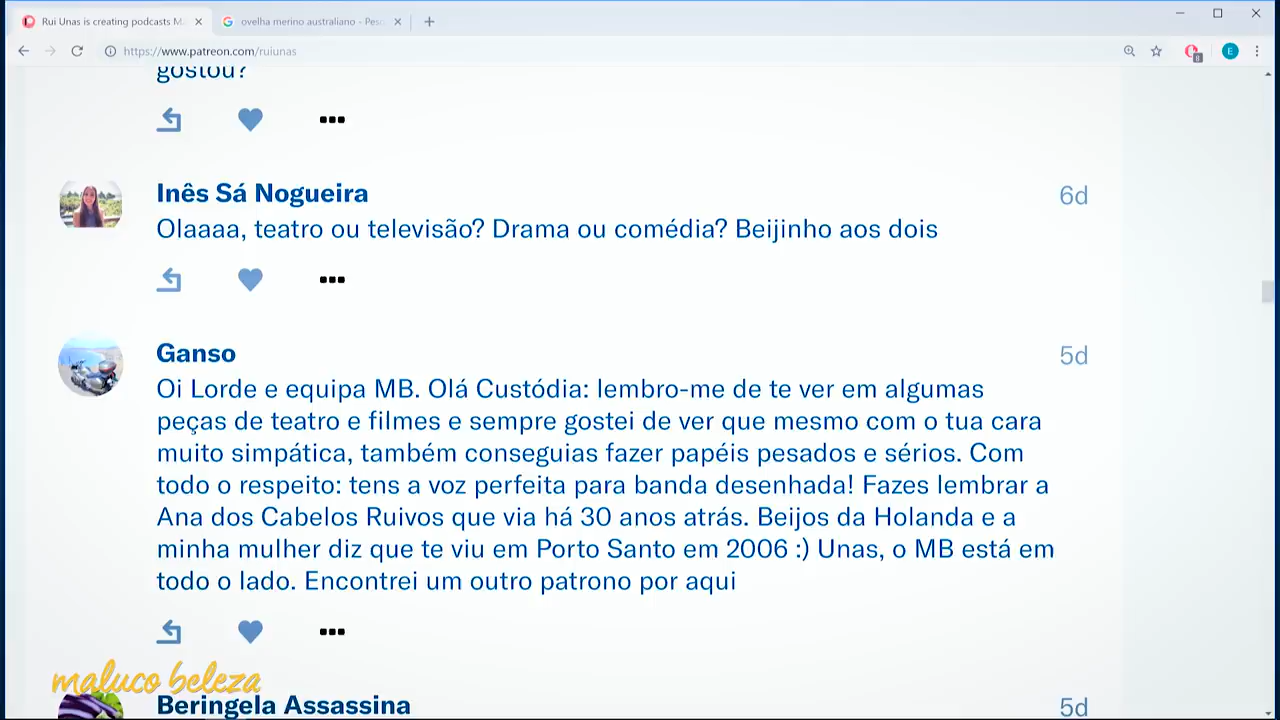 Rui Unas is creating podcasts Ma
ovelha merino australiano - Pesq
https://www.patreon.com/ruiunas
E
gostou?
Inês Sá Nogueira
6d
Olaaaa, teatro ou televisão? Drama ou comédia? Beijinho aos dois
Ganso
5d
Oi Lorde e equipa MB. Olá Custódia: lembro-me de te ver em algumas
peças de teatro e filmes e sempre gostei de ver que mesmo com o tua cara
muito simpática, também conseguias fazer papéis pesados e sérios. Com
todo o respeito: tens a voz perfeita para banda desenhada! Fazes lembrar a
Ana dos Cabelos Ruivos que via há 30 anos atrás. Beijos da Holanda e a
minha mulher diz que te viu em Porto Santo em 2006 :) Unas, o MB está em
todo o lado. Encontrei um outro patrono por aqui
maluco beleza
Beringela Assassina
5d